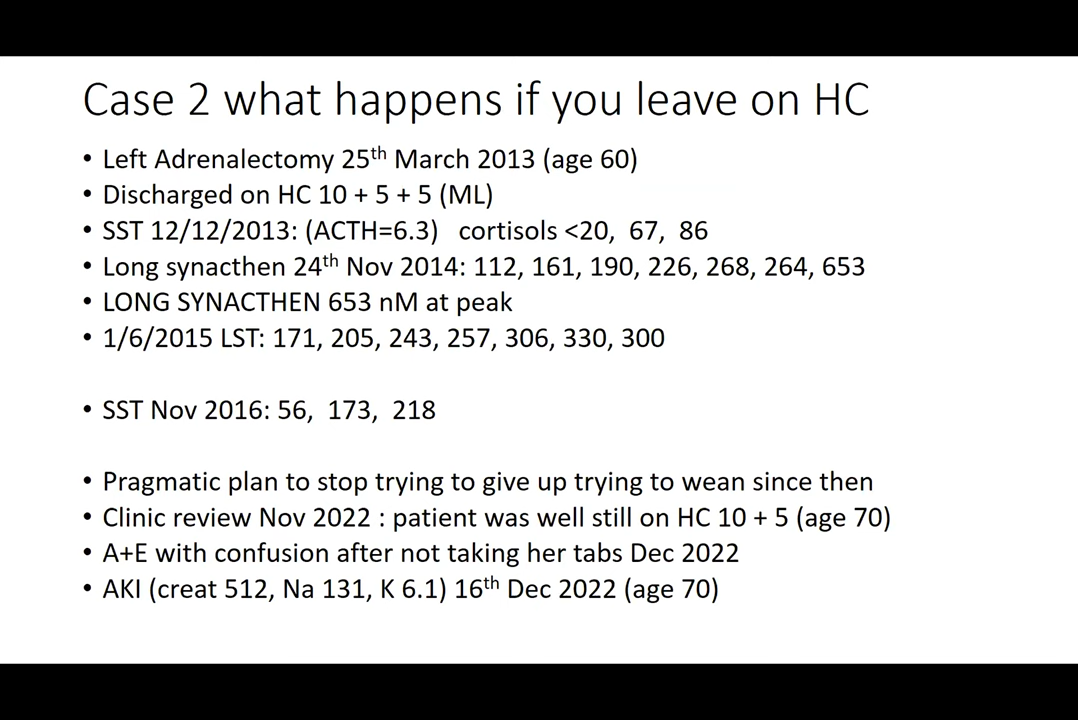 Case 2 what happens if you leave on HC
• Left Adrenalectomy 25th March 2013 (age 60)
• Discharged on HC 10 + 5 + 5 (ML)
• SST 12/12/2013: (ACTH=6.3) cortisols <20, 67, 86
• Long synacthen 24th Nov 2014: 112, 161, 190, 226, 268, 264, 653
• LONG SYNACTHEN 653 nM at peak
• 1/6/2015 LST: 171, 205, 243, 257, 306, 330, 300
• SST Nov 2016: 56, 173, 218
• Pragmatic plan to stop trying to give up trying to wean since then
• Clinic review Nov 2022 : patient was well still on HC 10 + 5 (age 70)
• A+E with confusion after not taking her tabs Dec 2022
• AKI (creat 512, Na 131, K 6.1) 16th Dec 2022 (age 70)